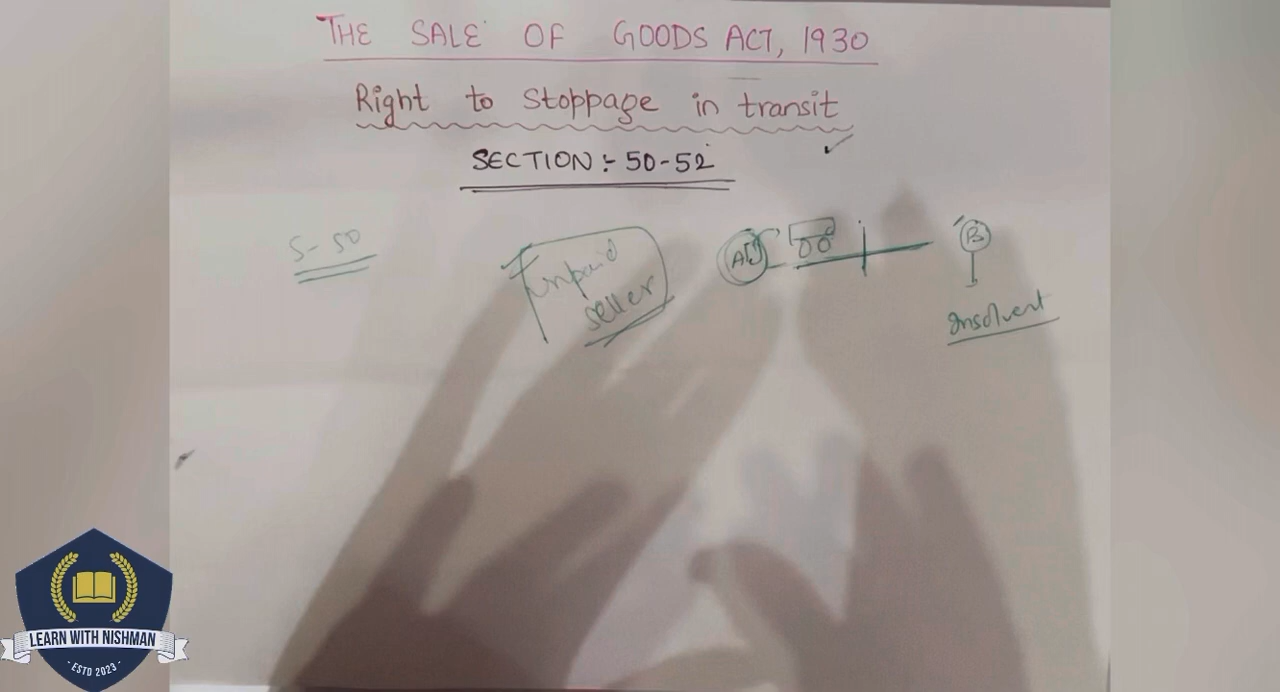 THE SALE OF GOODS ACT, 1930
Right to Stoppage in transit
SECTION :- 50-52
S-50
Unpaid
seller
A
B
Insolvent
LEARN WITH NISHMAN
- ESTD 2023 -